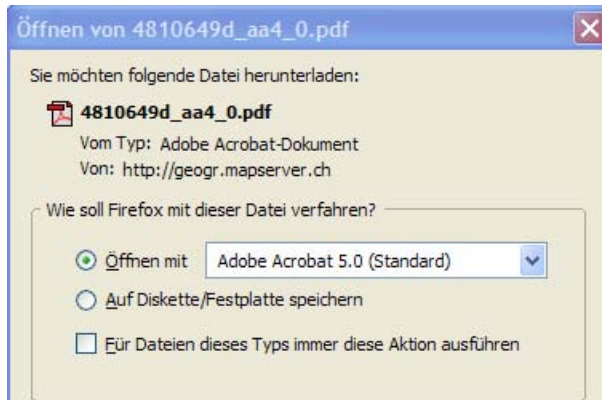 Öffnen von 4810649d_aa4_0.pdf
Sie möchten folgende Datei herunterladen:
4810649d_aa4_0.pdf
Vom Typ: Adobe Acrobat-Dokument
Von: http://geogr.mapserver.ch
Wie soll Firefox mit dieser Datei verfahren?
Öffnen mit Adobe Acrobat 5.0 (Standard)
Auf Diskette/Festplatte speichern
Für Dateien dieses Typs immer diese Aktion ausführen